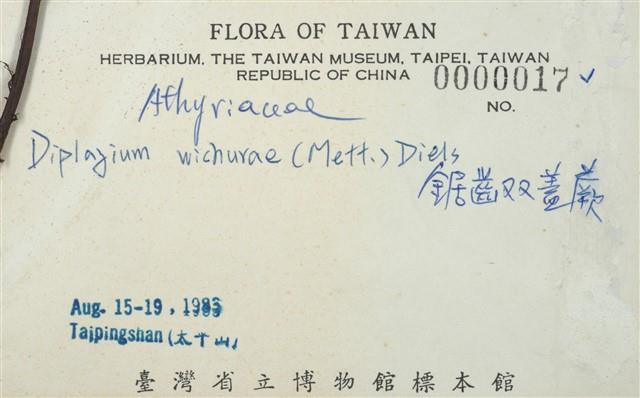 FLORA OF TAIWAN
HERBARIUM, THE TAIWAN MUSEUM, TAIPEI, TAIWAN
REPUBLIC OF CHINA 0000017
NO.
Athyriaceae
Diplazium wichurae (Mett.) Diels
鋸齒双蓋蕨
Aug. 15-19, 1983
Taipingshan (太平山)
臺灣省立博物館標本館